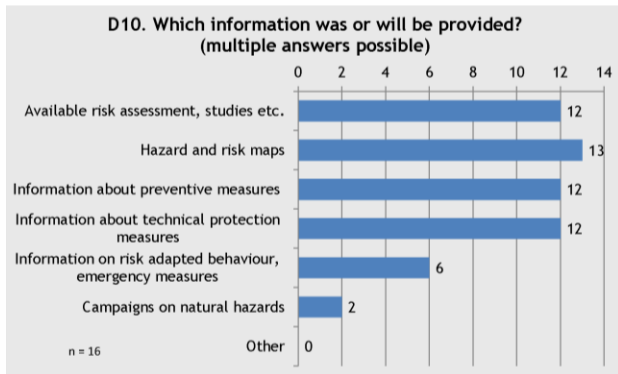 D10. Which information was or will be provided?
(multiple answers possible)
0 2 4 6 8 10 12 14
Available risk assessment, studies etc. 12
Hazard and risk maps 13
Information about preventive measures 12
Information about technical protection
measures 12
Information on risk adapted behaviour,
emergency measures 6
Campaigns on natural hazards 2
Other 0
n = 16